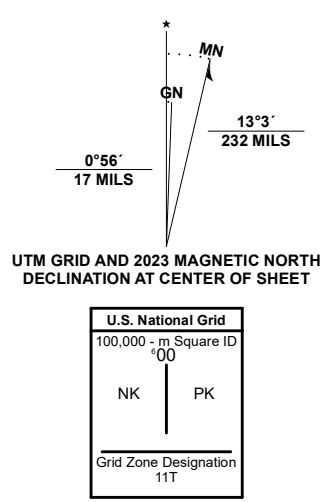 ★
MN
GN
13°3´
232 MILS
0°56´
17 MILS
UTM GRID AND 2023 MAGNETIC NORTH
DECLINATION AT CENTER OF SHEET
U.S. National Grid
100,000 - m Square ID
⁶00
NK PK
Grid Zone Designation
11T